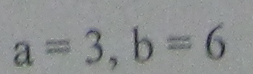 a = 3, b = 6